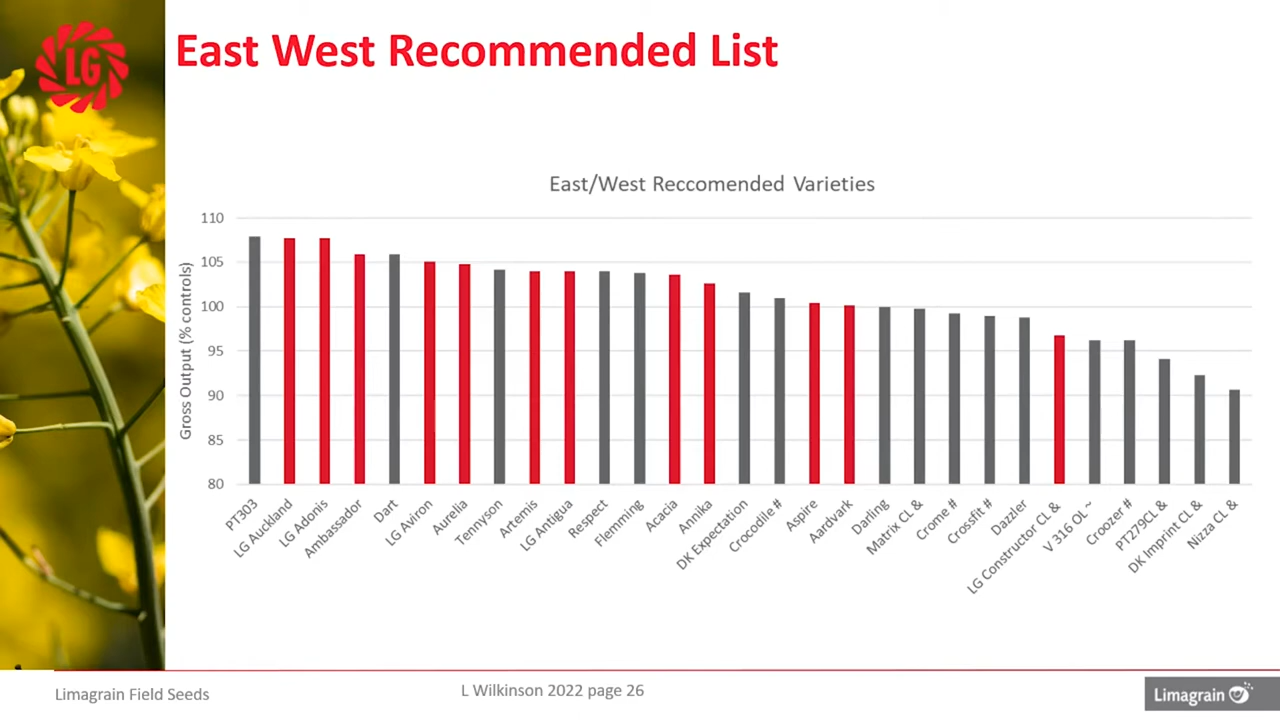 LG
East West Recommended List
East/West Reccomended Varieties
Gross Output (% controls)
110
105
100
95
90
85
80
PT303
LG Auckland
LG Adonis
Ambassador
Dart
LG Aviron
Aurelia
Tennyson
Artemis
LG Antigua
Respect
Flemming
Acacia
Annika
DK Expectation
Crocodile #
Aspire
Aardvark
Darling
Matrix CL &
Crome #
Crossfit #
Dazzler
LG Constructor CL &
V 316 OL ~
Croozer #
PT279CL &
DK Imprint CL &
Nizza CL &
Limagrain Field Seeds
L Wilkinson 2022 page 26
Limagrain